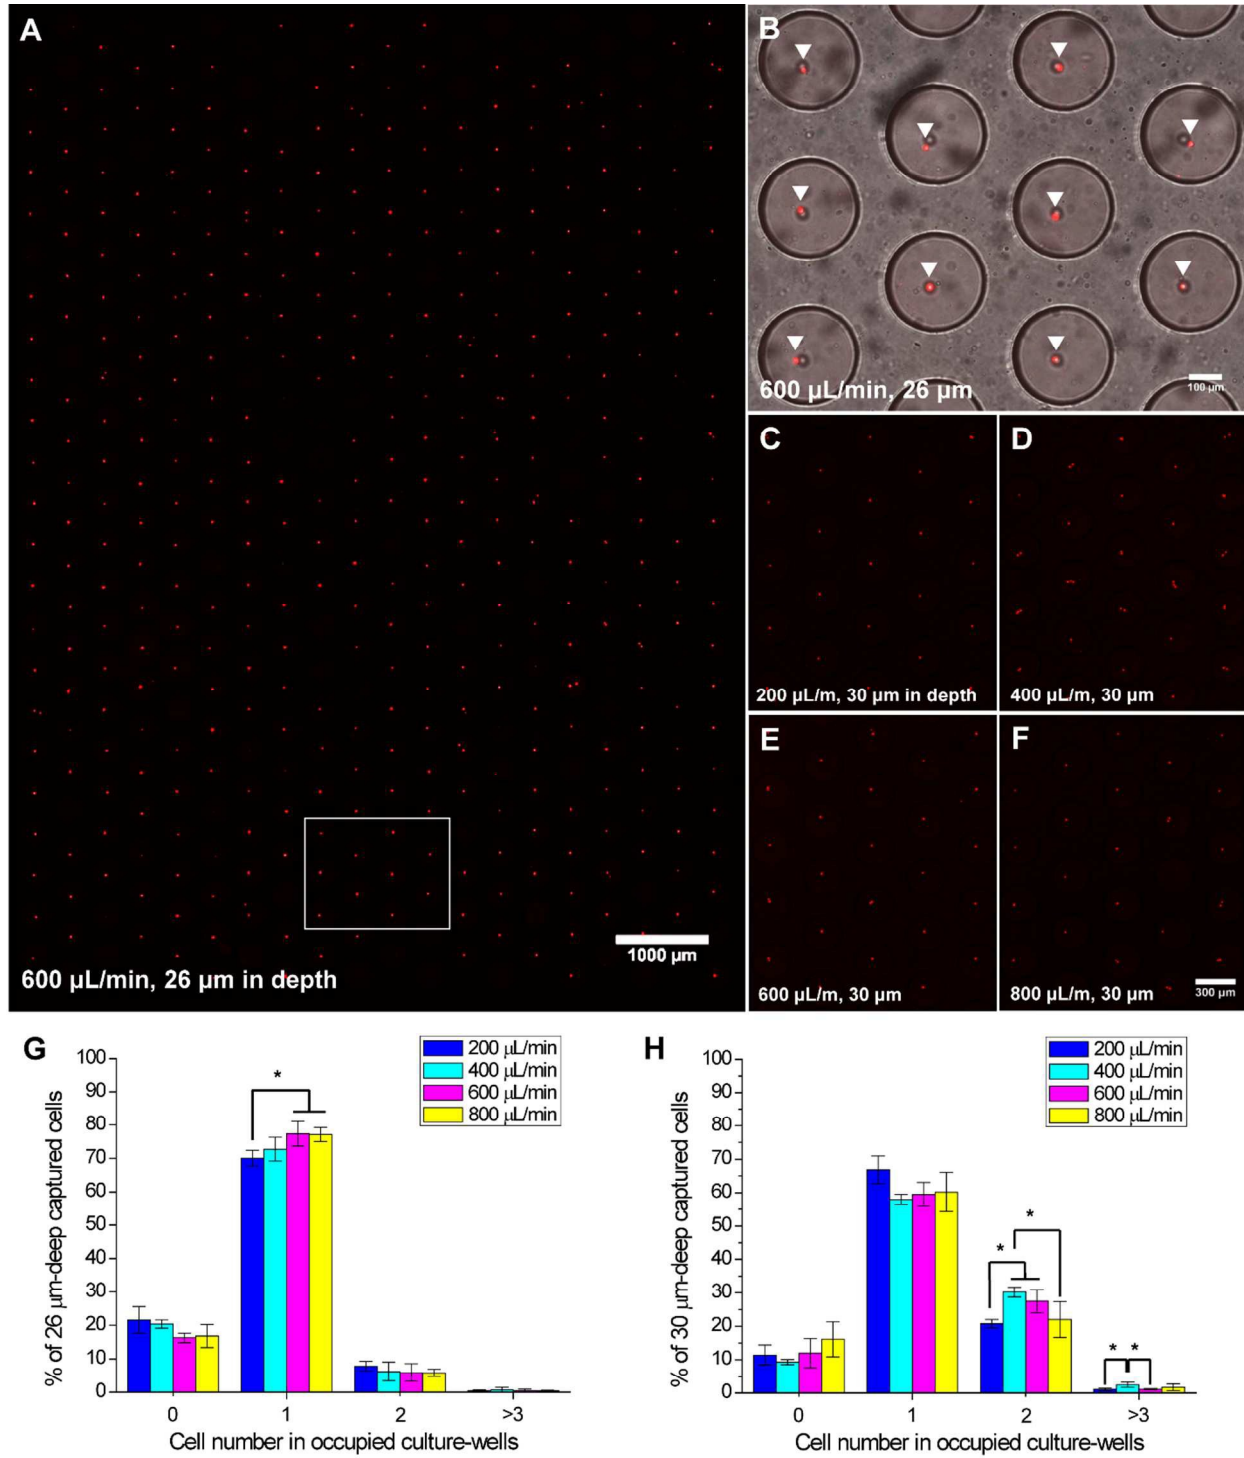 A
600 µL/min, 26 µm in depth
1000 µm
B
600 µL/min, 26 µm
100 µm
C
200 µL/m, 30 µm in depth
D
400 µL/m, 30 µm
E
600 µL/m, 30 µm
F
800 µL/m, 30 µm
300 µm
G
200 µL/min
400 µL/min
600 µL/min
800 µL/min
% of 26 µm-deep captured cells
100
90
80
70
60
50
40
30
20
10
0
*
0 1 2 >3
Cell number in occupied culture-wells
H
200 µL/min
400 µL/min
600 µL/min
800 µL/min
% of 30 µm-deep captured cells
100
90
80
70
60
50
40
30
20
10
0
*
*
* *
0 1 2 >3
Cell number in occupied culture-wells